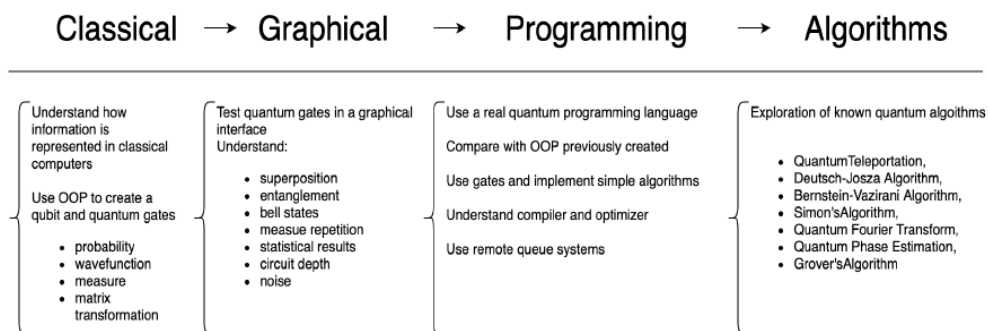 Classical → Graphical → Programming → Algorithms
Understand how
information is
represented in classical
computers
Use OOP to create a
qubit and quantum gates
• probability
• wavefunction
• measure
• matrix
transformation
Test quantum gates in a graphical
interface
Understand:
• superposition
• entanglement
• bell states
• measue repetition
• statistical results
• circuit depth
• noise
Use a real quantum programming language
Compare with OOP previously created
Use gates and implement simple algorithms
Understand compiler and optimizer
Use remote queue systems
Exploration of known quantum algoithms
• QuantumTeleportation,
• Deutsch-Josza Algorithm,
• Bernstein-Vazirani Algorithm,
• Simon'sAlgorithm,
• Quantum Fourier Transform,
• Quantum Phase Estimation,
• Grover'sAlgorithm